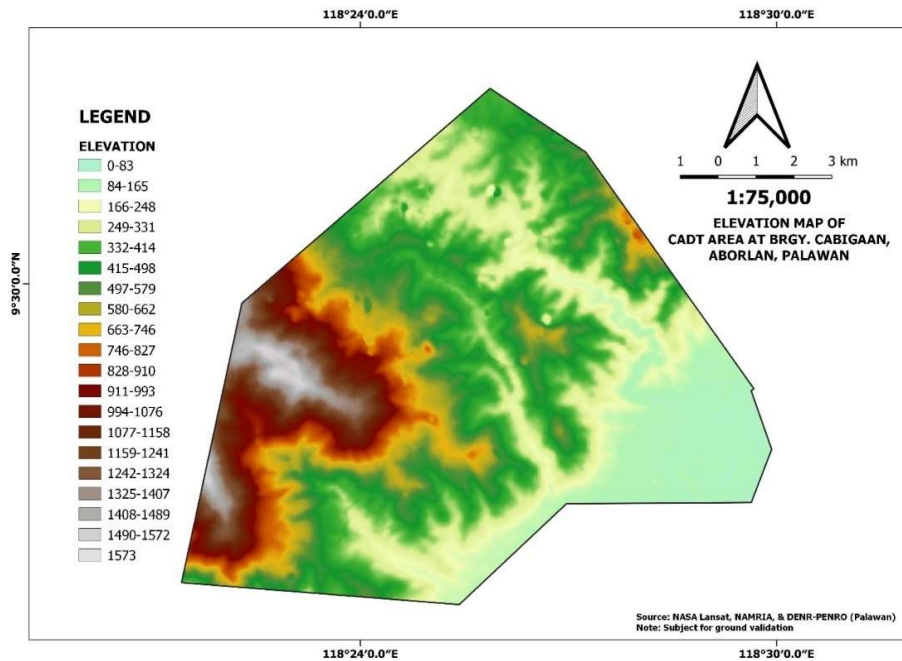 118°24'0.0"E
118°30'0.0"E
9°30'0.0"N
LEGEND
ELEVATION
0-83
84-165
166-248
249-331
332-414
415-498
497-579
580-662
663-746
746-827
828-910
911-993
994-1076
1077-1158
1159-1241
1242-1324
1325-1407
1408-1489
1490-1572
1573
1 0 1 2 3 km
1:75,000
ELEVATION MAP OF
CADT AREA AT BRGY. CABIGAAN,
ABORLAN, PALAWAN
9°30'0.0"N
Source: NASA Lansat, NAMRIA, & DENR-PENRO (Palawan)
Note: Subject for ground validation
118°24'0.0"E
118°30'0.0"E